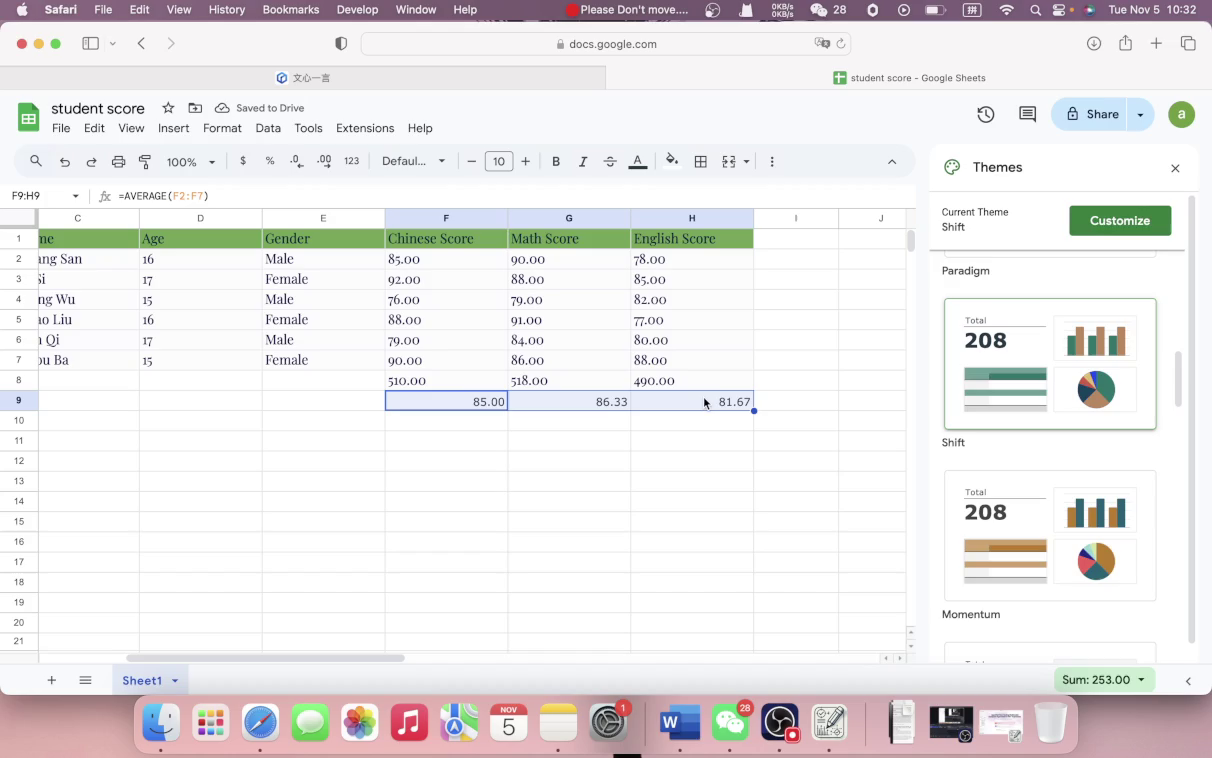 Safari File Edit View History Bookmarks Develop Window Help Please Don't move.... 0KB/s 0KB/s 28 Tue Nov 5 10:32
docs.google.com
文心一言 student score - Google Sheets
student score Saved to Drive
File Edit View Insert Format Data Tools Extensions Help
Share a
100% $ % .0 .00 123 Defaul... 10 B I A
F9:H9 =AVERAGE(F2:F7)
C D E F G H I J
1 me Age Gender Chinese Score Math Score English Score
2 ang San 16 Male 85.00 90.00 78.00
3 Si 17 Female 92.00 88.00 85.00
4 ng Wu 15 Male 76.00 79.00 82.00
5 ao Liu 16 Female 88.00 91.00 77.00
6 Qi 17 Male 79.00 84.00 80.00
7 ou Ba 15 Female 90.00 86.00 88.00
8 510.00 518.00 490.00
9 85.00 86.33 81.67
10
11
12
13
14
15
16
17
18
19
20
21
Themes
Current Theme
Shift
Customize
Paradigm
Total
208
Shift
Total
208
Momentum
Sheet1 Sum: 253.00
NOV
5
1
W
28